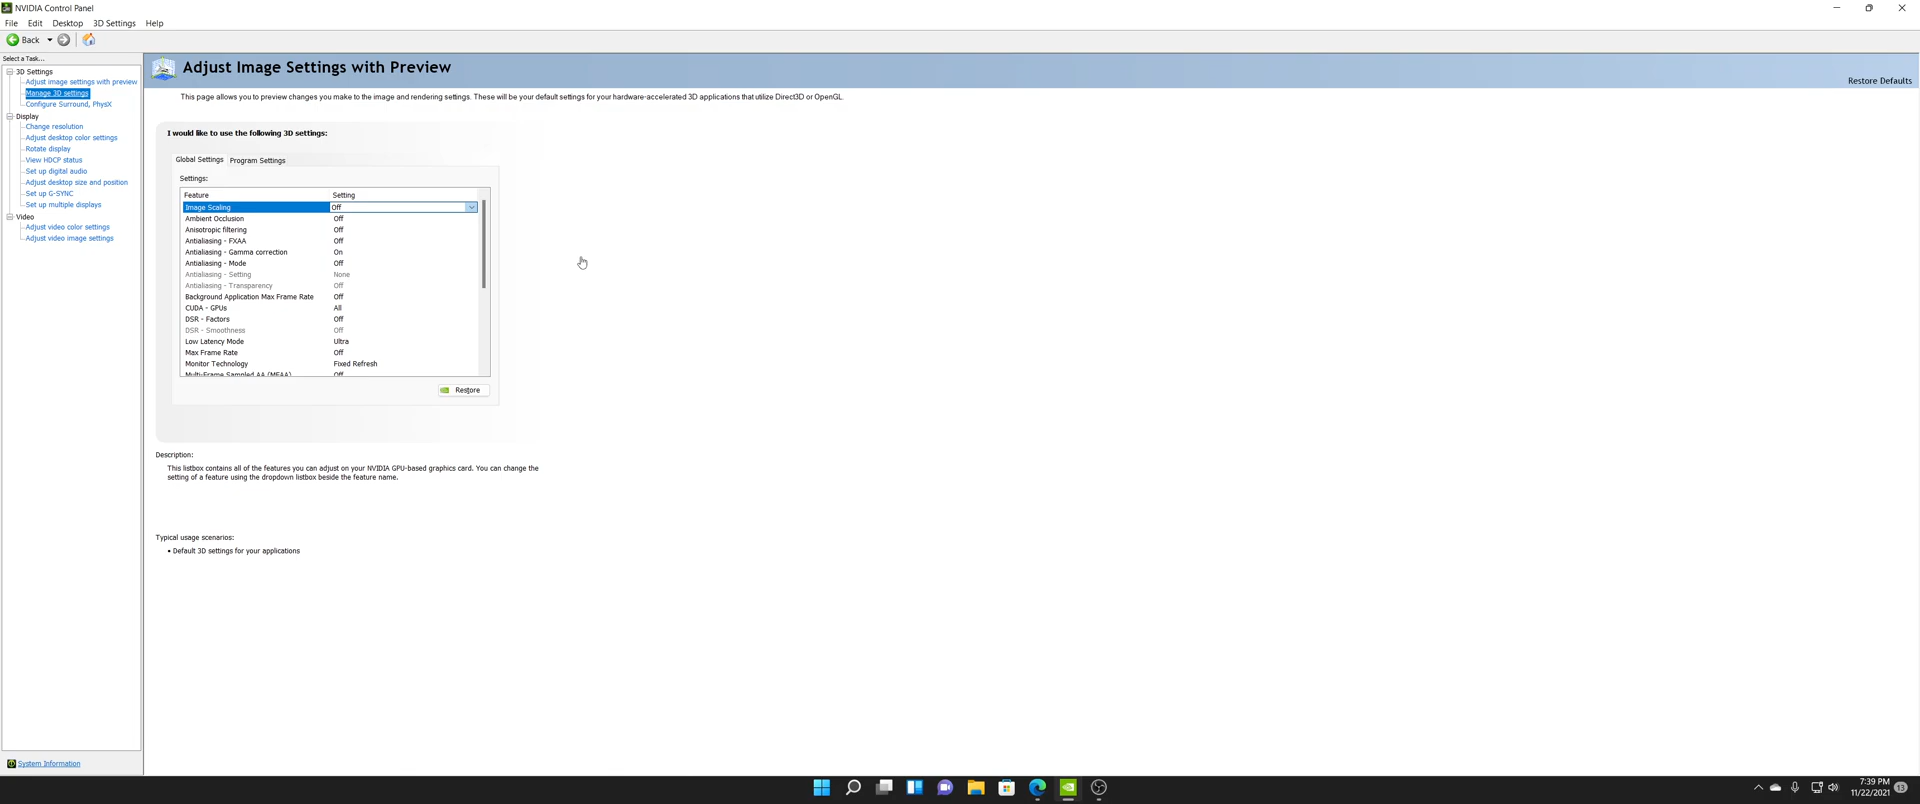 NVIDIA Control Panel
File Edit Desktop 3D Settings Help
Back
Select a Task...
3D Settings
Adjust image settings with preview
Manage 3D settings
Configure Surround, PhysX
Display
Change resolution
Adjust desktop color settings
Rotate display
View HDCP status
Set up digital audio
Adjust desktop size and position
Set up G-SYNC
Set up multiple displays
Video
Adjust video color settings
Adjust video image settings
System Information
Adjust Image Settings with Preview
Restore Defaults
This page allows you to preview changes you make to the image and rendering settings. These will be your default settings for your hardware-accelerated 3D applications that utilize Direct3D or OpenGL.
I would like to use the following 3D settings:
Global Settings Program Settings
Settings:
Feature Setting
Image Scaling Off
Ambient Occlusion Off
Anisotropic filtering Off
Antialiasing - FXAA Off
Antialiasing - Gamma correction On
Antialiasing - Mode Off
Antialiasing - Setting None
Antialiasing - Transparency Off
Background Application Max Frame Rate Off
CUDA - GPUs All
DSR - Factors Off
DSR - Smoothness Off
Low Latency Mode Ultra
Max Frame Rate Off
Monitor Technology Fixed Refresh
Multi-Frame Sampled AA (MFAA) Off
Restore
Description:
This listbox contains all of the features you can adjust on your NVIDIA GPU-based graphics card. You can change the
setting of a feature using the dropdown listbox beside the feature name.
Typical usage scenarios:
• Default 3D settings for your applications
7:39 PM
11/22/2021
13